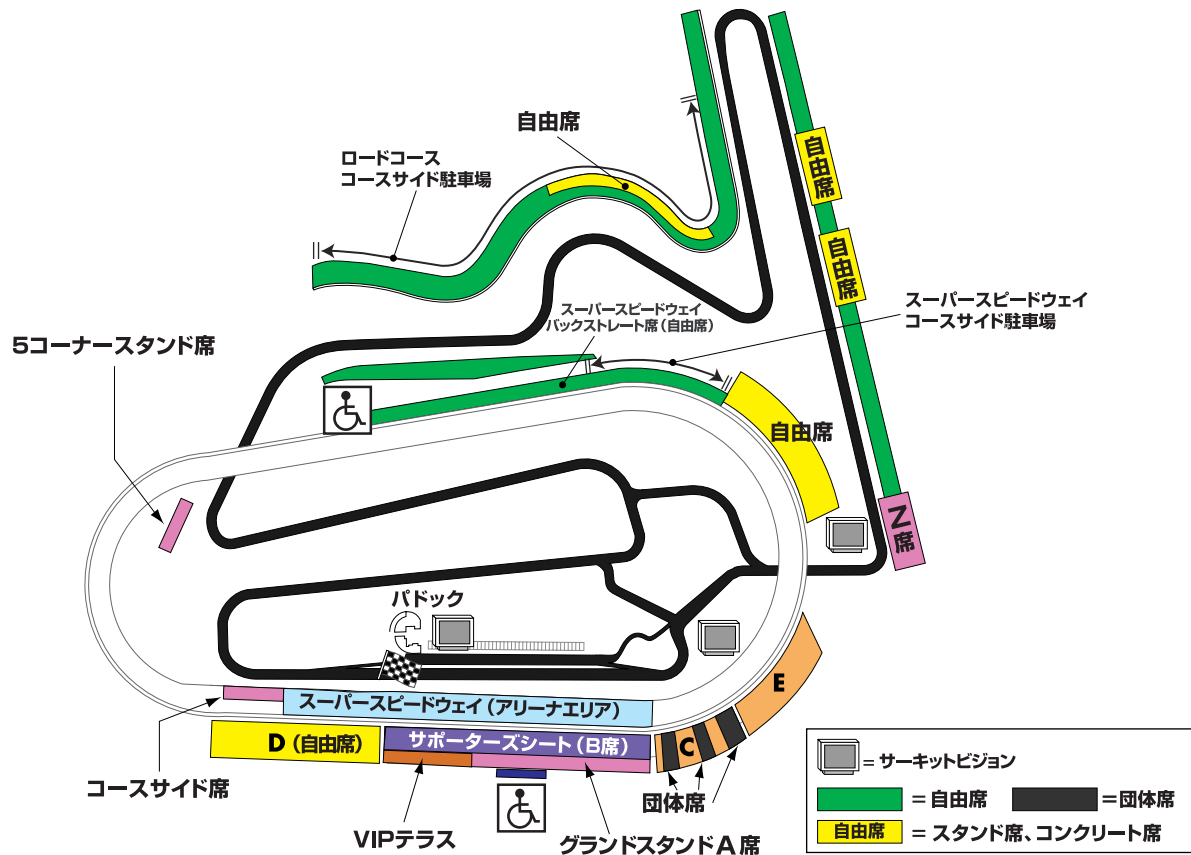 自由席
ロードコース
コースサイド駐車場
自由席
自由席
スーパースピードウェイ
バックストレート席(自由席)
スーパースピードウェイ
コースサイド駐車場
5コーナースタンド席
自由席
Z席
パドック
E
スーパースピードウェイ(アリーナエリア)
D(自由席)
サポーターズシート(B席)
C
コースサイド席
団体席
VIPテラス
グランドスタンドA席
=サーキットビジョン
=自由席
=団体席
自由席 =スタンド席、コンクリート席